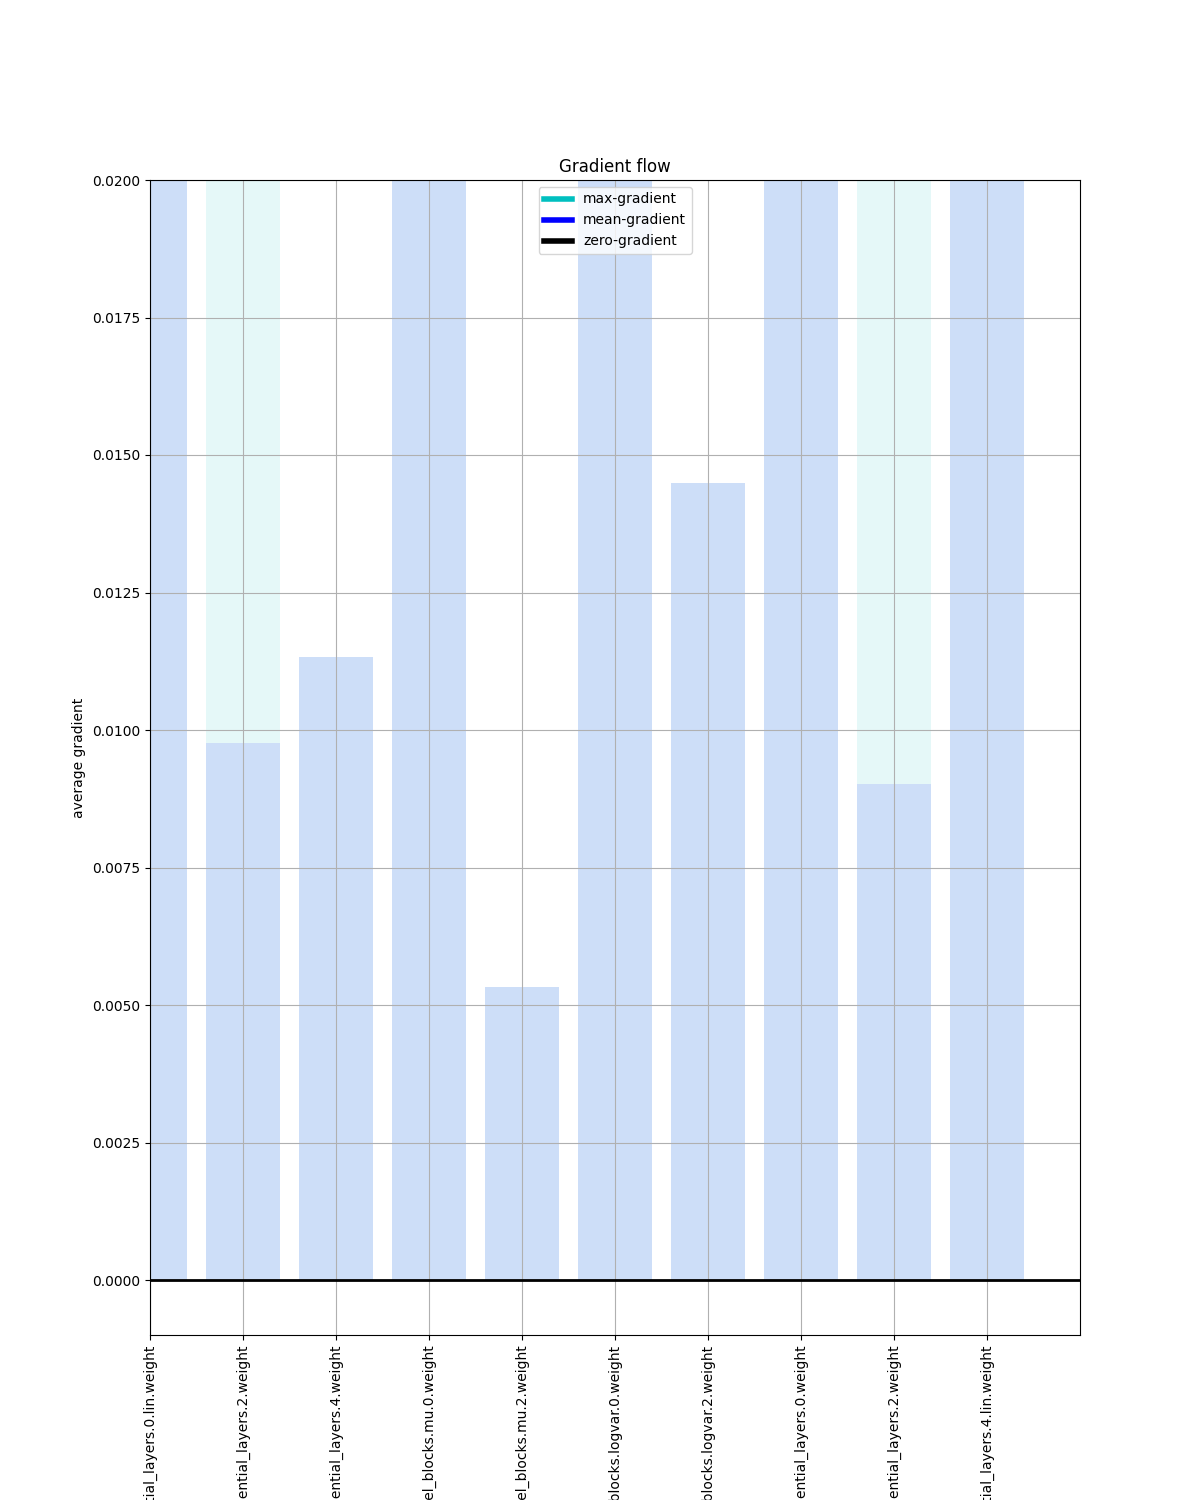 Gradient flow
max-gradient
mean-gradient
zero-gradient
0.0200
0.0175
0.0150
0.0125
0.0100
0.0075
0.0050
0.0025
0.0000
average gradient
tial_layers.0.lin.weight
ential_layers.2.weight
ential_layers.4.weight
el_blocks.mu.0.weight
el_blocks.mu.2.weight
blocks.logvar.0.weight
blocks.logvar.2.weight
ential_layers.0.weight
ential_layers.2.weight
tial_layers.4.lin.weight